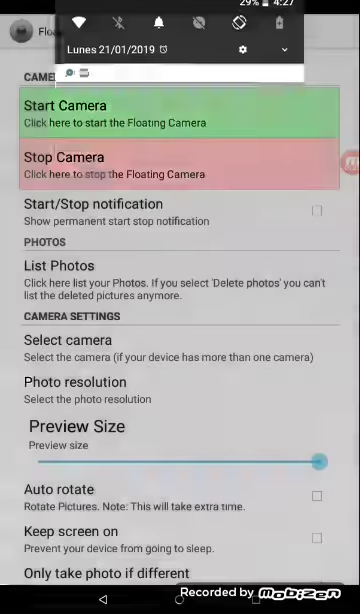 29% 4:27
Lunes 21/01/2019
Floa
CAME
Start Camera
Click here to start the Floating Camera
Stop Camera
Click here to stop the Floating Camera
Start/Stop notification
Show permanent start stop notification
PHOTOS
List Photos
Click here list your Photos. If you select 'Delete photos' you can't
list the deleted pictures anymore.
CAMERA SETTINGS
Select camera
Select the camera (if your device has more than one camera)
Photo resolution
Select the photo resolution
Preview Size
Preview size
Auto rotate
Rotate Pictures. Note: This will take extra time.
Keep screen on
Prevent your device from going to sleep.
Only take photo if different
Recorded by mobizen